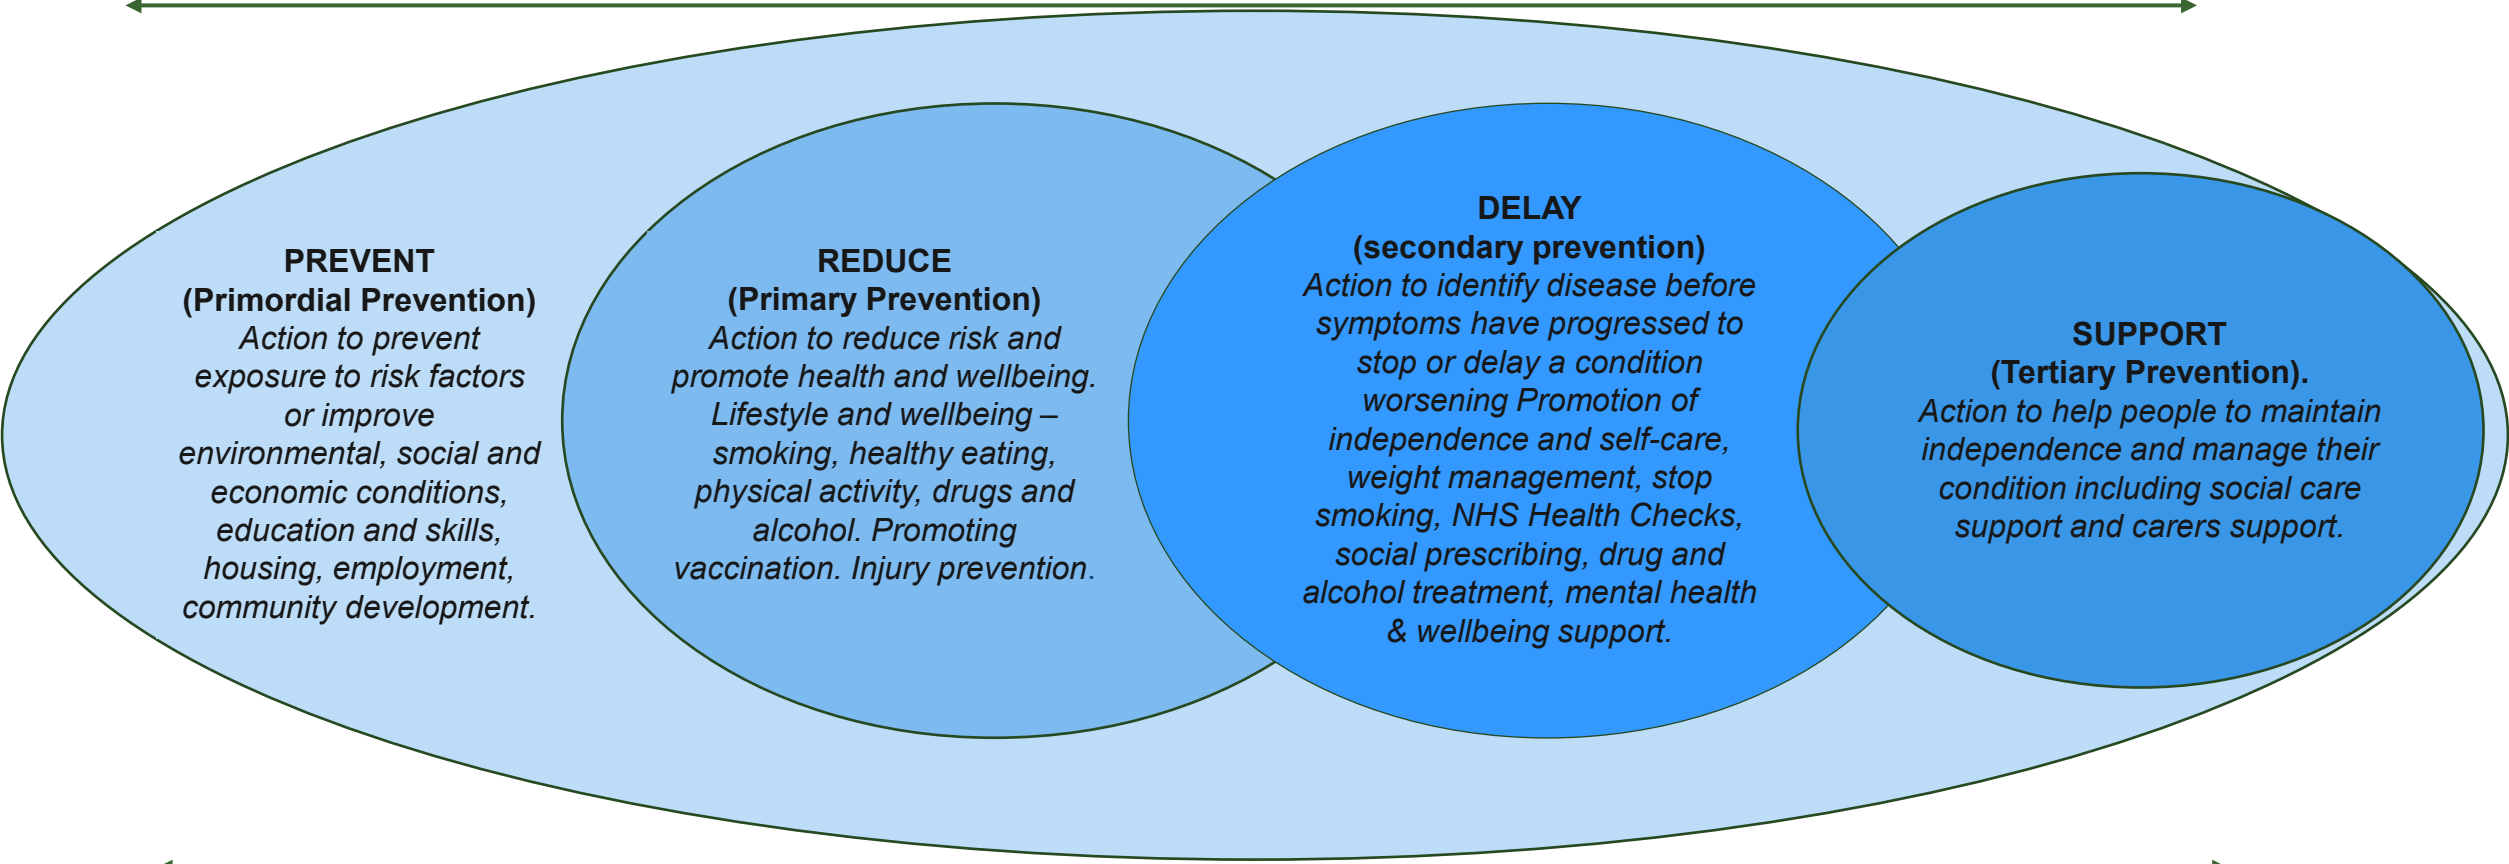 PREVENT
(Primordial Prevention)
Action to prevent
exposure to risk factors
or improve
environmental, social and
economic conditions,
education and skills,
housing, employment,
community development.
REDUCE
(Primary Prevention)
Action to reduce risk and
promote health and wellbeing.
Lifestyle and wellbeing –
smoking, healthy eating,
physical activity, drugs and
alcohol. Promoting
vaccination. Injury prevention.
DELAY
(secondary prevention)
Action to identify disease before
symptoms have progressed to
stop or delay a condition
worsening Promotion of
independence and self-care,
weight management, stop
smoking, NHS Health Checks,
social prescribing, drug and
alcohol treatment, mental health
& wellbeing support.
SUPPORT
(Tertiary Prevention).
Action to help people to maintain
independence and manage their
condition including social care
support and carers support.